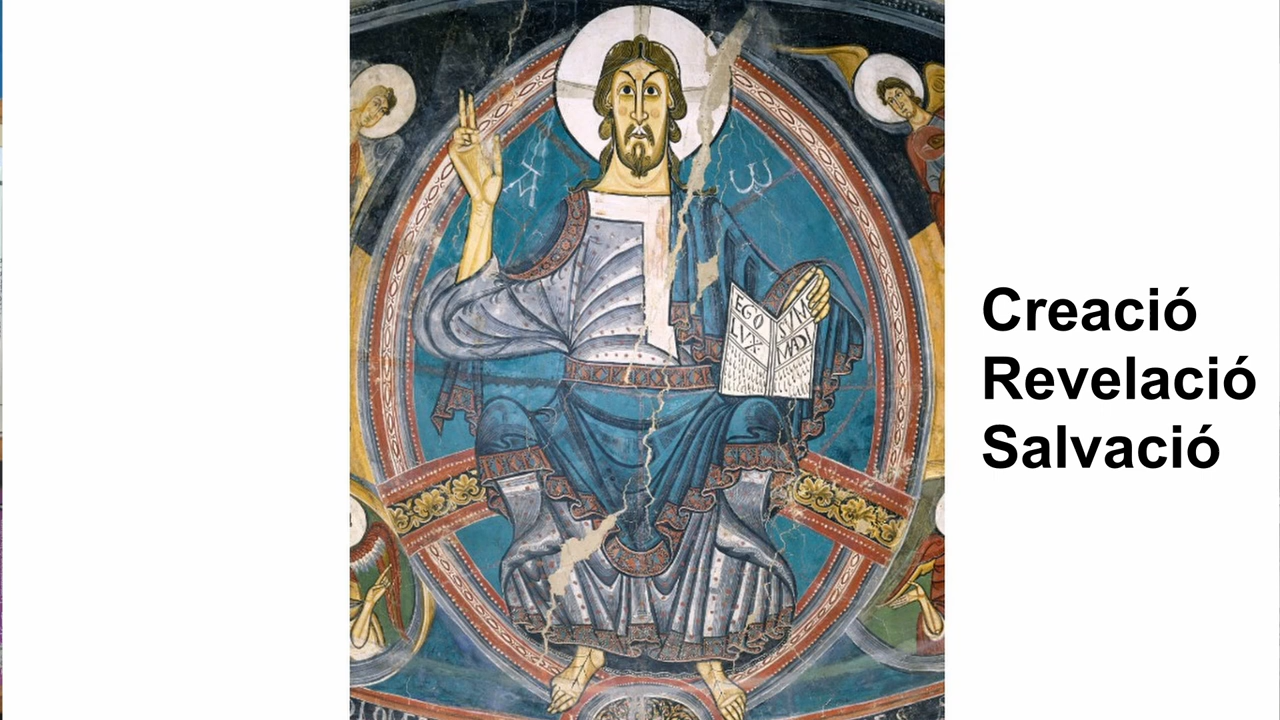 A
ω
EGO
LVX
SVM
MVDI
Creació
Revelació
Salvació